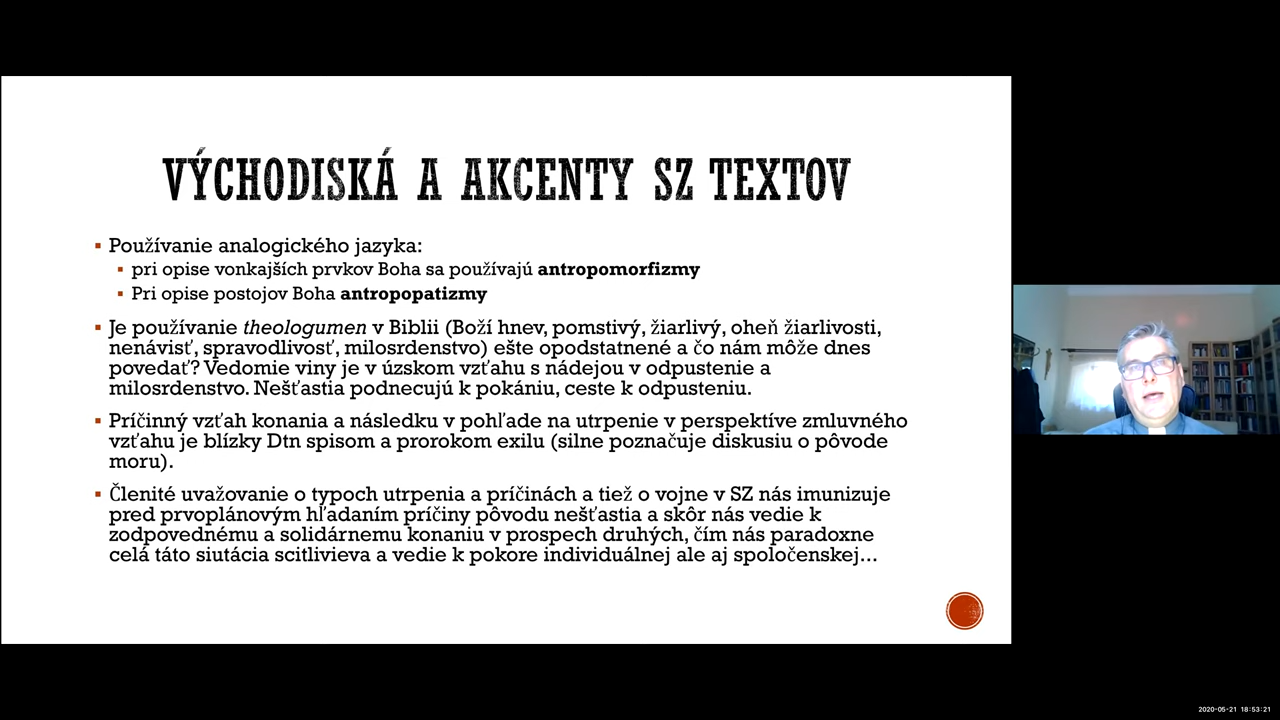 VÝCHODISKÁ A AKCENTY SZ TEXTOV
Používanie analogického jazyka:
pri opise vonkajších prvkov Boha sa používajú antropomorfizmy
Pri opise postojov Boha antropopatizmy
Je používanie theologumen v Biblii (Boží hnev, pomstivý, žiarlivý, oheň žiarlivosti,
nenávisť, spravodlivosť, milosrdenstvo) ešte opodstatnené a čo nám môže dnes
povedať? Vedomie viny je v úzskom vzťahu s nádejou v odpustenie a
milosrdenstvo. Nešťastia podnecujú k pokániu, ceste k odpusteniu.
Príčinný vzťah konania a následku v pohľade na utrpenie v perspektíve zmluvného
vzťahu je blízky Dtn spisom a prorokom exilu (silne poznačuje diskusiu o pôvode
moru).
Členité uvažovanie o typoch utrpenia a príčinách a tiež o vojne v SZ nás imunizuje
pred prvoplánovým hľadaním príčiny pôvodu nešťastia a skôr nás vedie k
zodpovednému a solidárnemu konaniu v prospech druhých, čím nás paradoxne
celá táto siutácia scitlivieva a vedie k pokore individuálnej ale aj spoločenskej...
2020-05-21 18:53:21